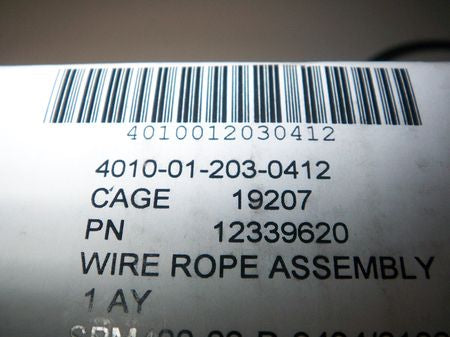 4010012030412
4010-01-203-0412
CAGE 19207
PN 12339620
WIRE ROPE ASSEMBLY
1 AY